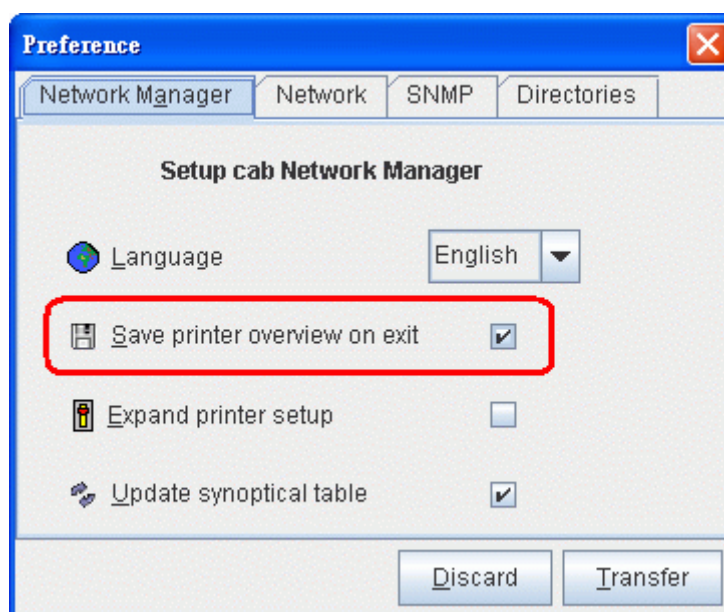 Preference
Network Manager Network SNMP Directories
Setup cab Network Manager
Language English
Save printer overview on exit
Expand printer setup
Update synoptical table
Discard Transfer